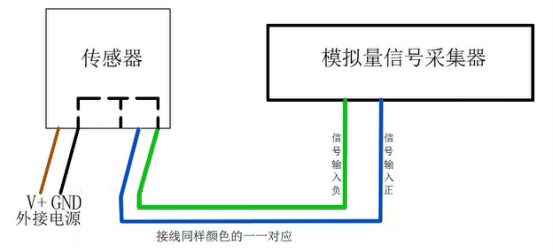 传感器
模拟量信号采集器
信号输入负
信号输入正
V+ GND
外接电源
接线同样颜色的一一对应